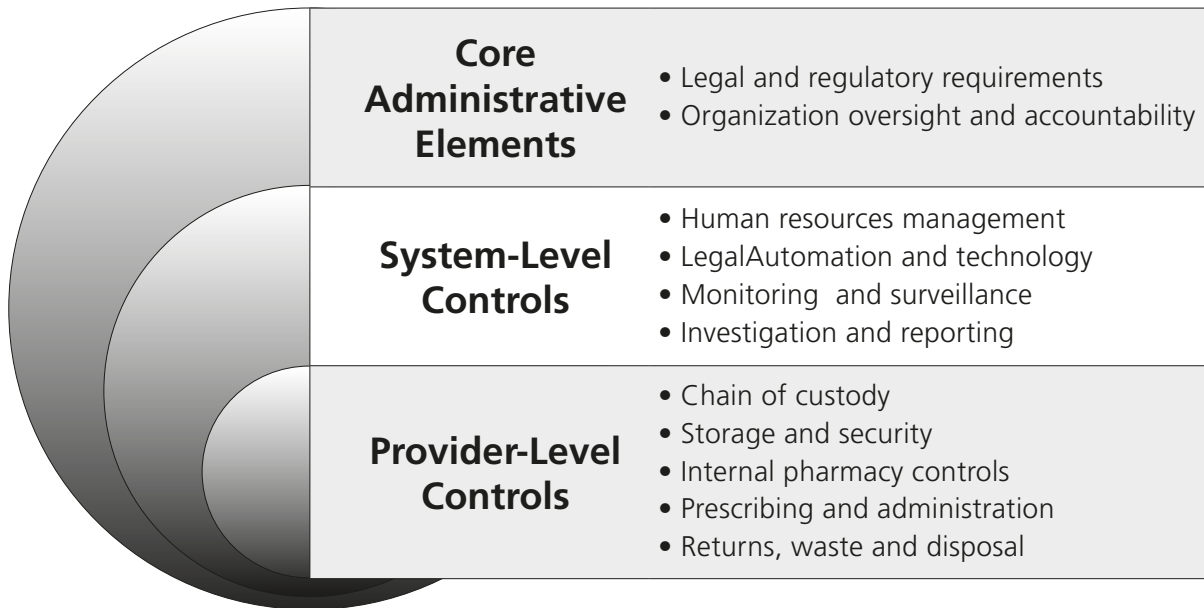 Core
Administrative
Elements
• Legal and regulatory requirements
• Organization oversight and accountability
System-Level
Controls
• Human resources management
• LegalAutomation and technology
• Monitoring  and surveillance
• Investigation and reporting
Provider-Level
Controls
• Chain of custody
• Storage and security
• Internal pharmacy controls
• Prescribing and administration
• Returns, waste and disposal